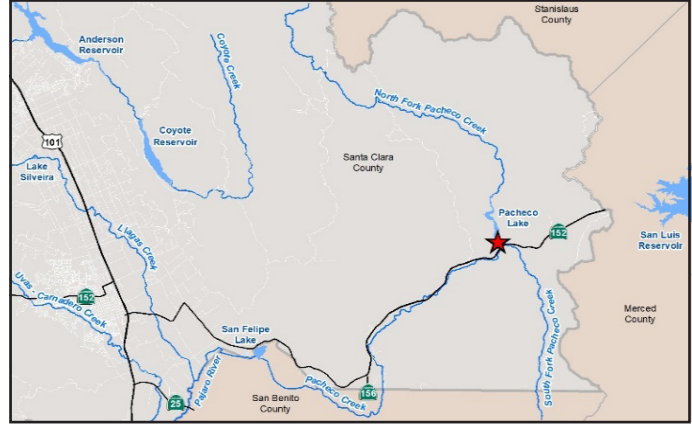 Stanislaus
County
Anderson
Reservoir
Coyote Creek
North Fork Pacheco Creek
Coyote
Reservoir
101
Santa Clara
County
Lake
Silveira
Pacheco
Lake
152
San Luis
Reservoir
Llagas Creek
152
Uvas - Carnadero Creek
Merced
County
South Fork Pacheco Creek
San Felipe
Lake
Pajaro River
Pacheco Creek
156
San Benito
County
25